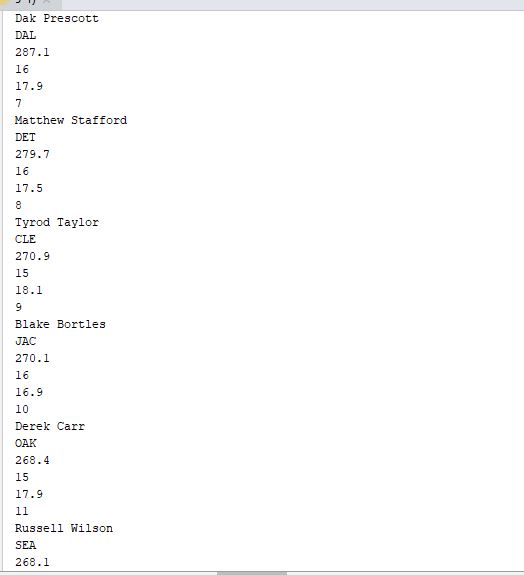 Dak Prescott
DAL
287.1
16
17.9
7
Matthew Stafford
DET
279.7
16
17.5
8
Tyrod Taylor
CLE
270.9
15
18.1
9
Blake Bortles
JAC
270.1
16
16.9
10
Derek Carr
OAK
268.4
15
17.9
11
Russell Wilson
SEA
268.1